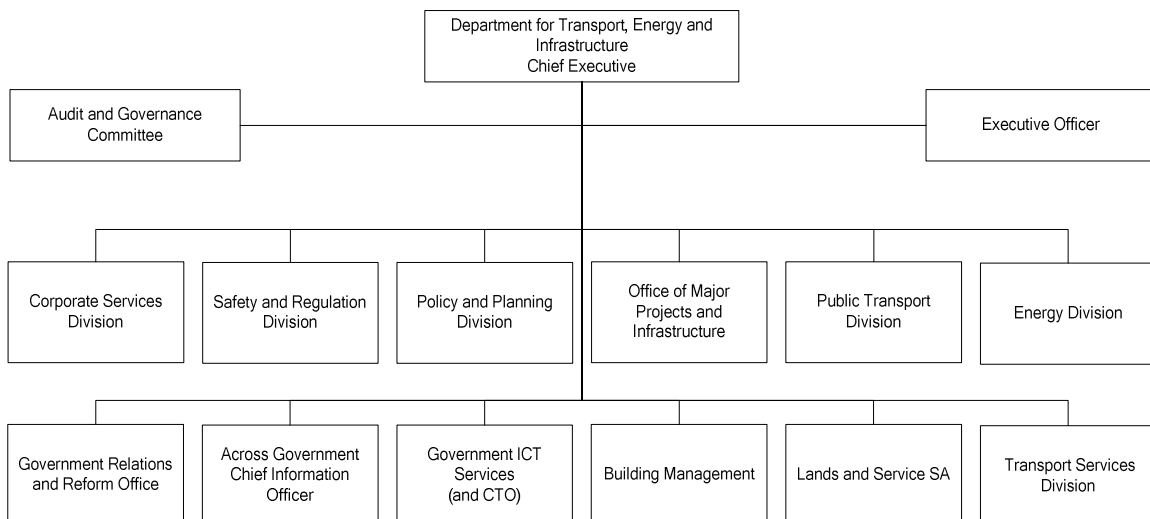 Department for Transport, Energy and
Infrastructure
Chief Executive
Audit and Governance
Committee
Executive Officer
Corporate Services
Division
Safety and Regulation
Division
Policy and Planning
Division
Office of Major
Projects and
Infrastructure
Public Transport
Division
Energy Division
Government Relations
and Reform Office
Across Government
Chief Information
Officer
Government ICT
Services
(and CTO)
Building Management
Lands and Service SA
Transport Services
Division